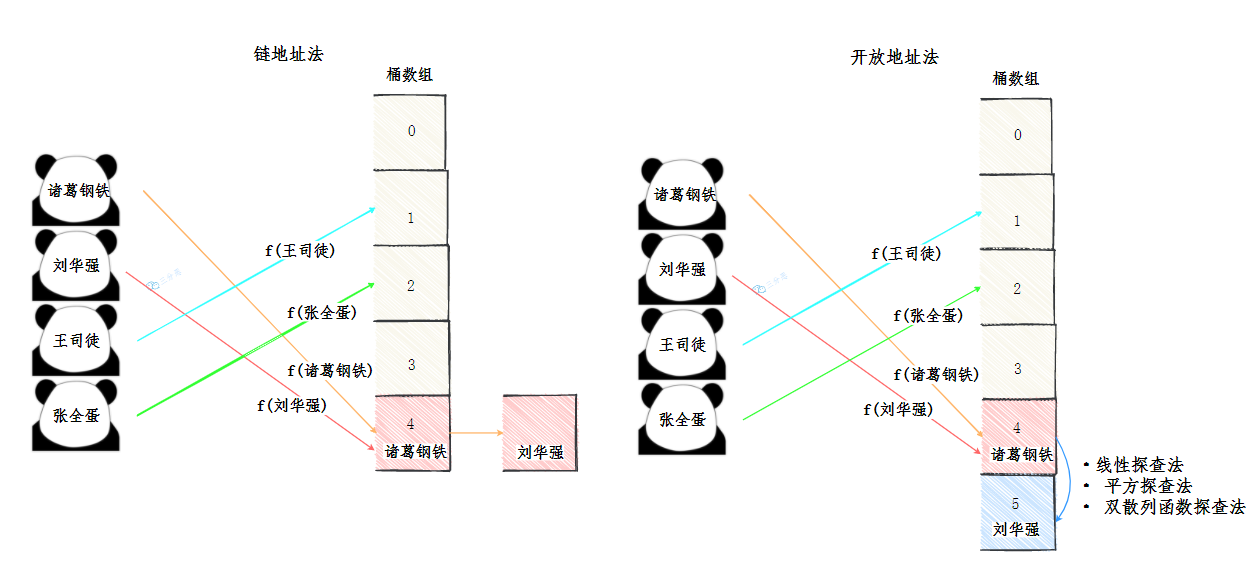 链地址法
桶数组
0
1
2
3
4
诸葛钢铁
刘华强
诸葛钢铁
刘华强
王司徒
张全蛋
f(王司徒)
f(张全蛋)
f(诸葛钢铁)
f(刘华强)
开放地址法
桶数组
0
1
2
3
4
诸葛钢铁
5
刘华强
诸葛钢铁
刘华强
王司徒
张全蛋
f(王司徒)
f(张全蛋)
f(诸葛钢铁)
f(刘华强)
• 线性探查法
• 平方探查法
• 双散列函数探查法